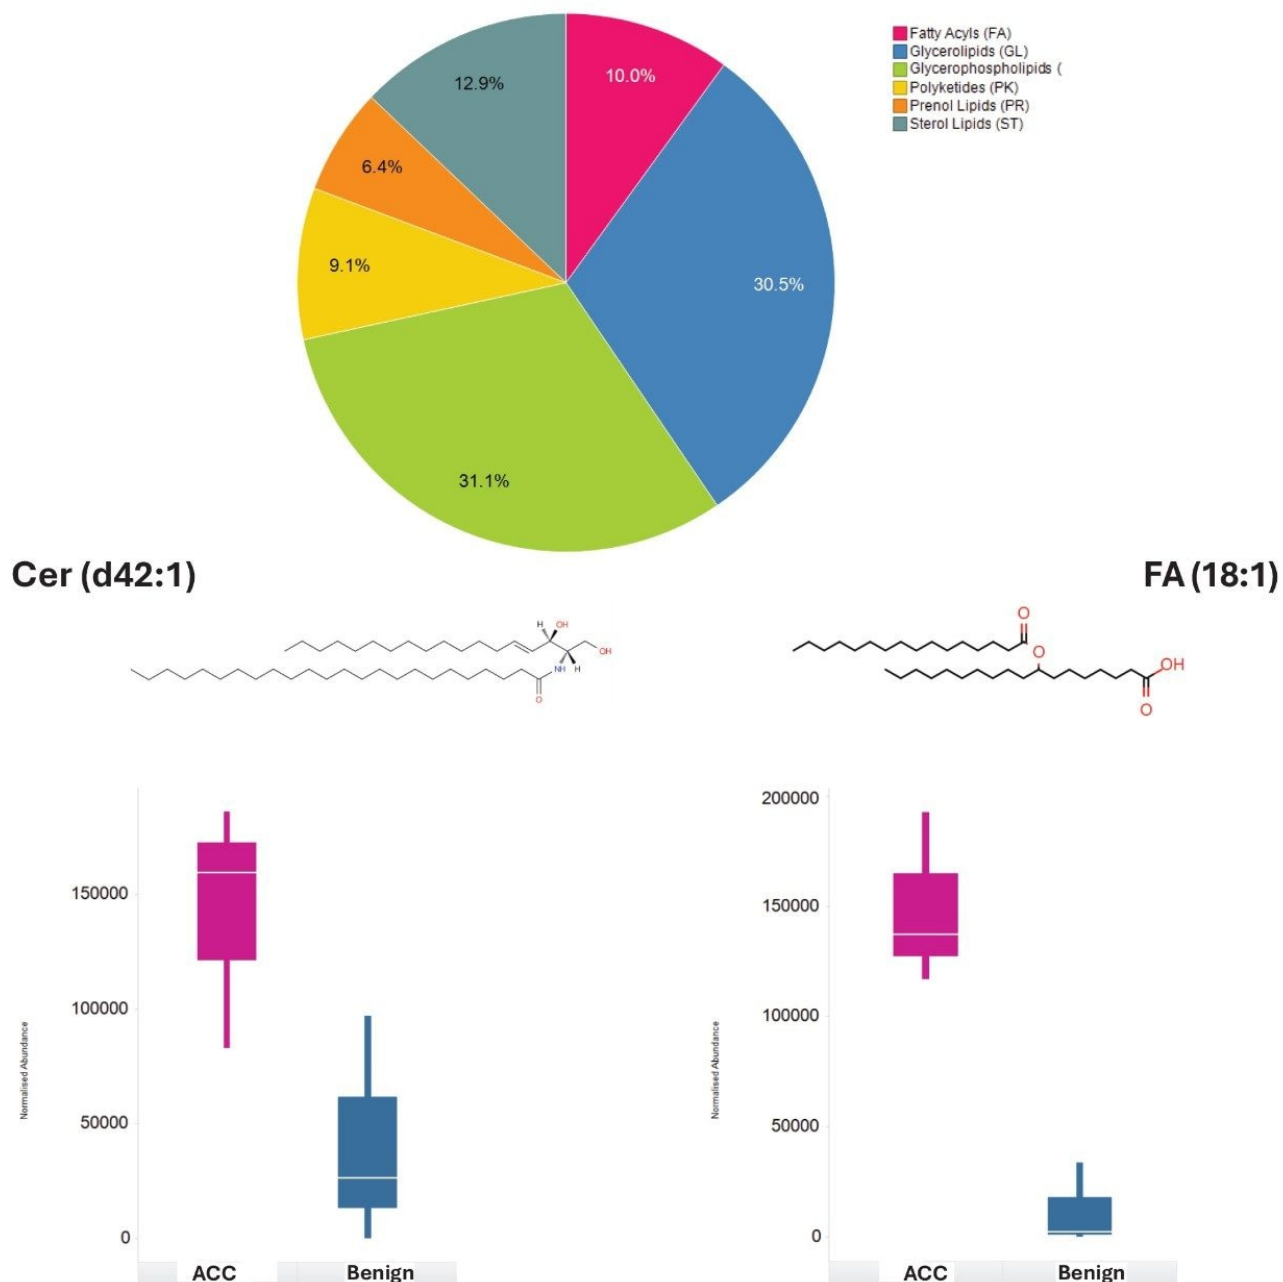 12.9%
10.0%
6.4%
9.1%
30.5%
31.1%
Fatty Acyls (FA)
Glycerolipids (GL)
Glycerophospholipids (
Polyketides (PK)
Prenol Lipids (PR)
Sterol Lipids (ST)
Cer (d42:1)
FA (18:1)
H
OH
OH
NH
H
O
O
O
OH
O
Normalised Abundance
150000
100000
50000
0
ACC
Benign
Normalised Abundance
200000
150000
100000
50000
0
ACC
Benign